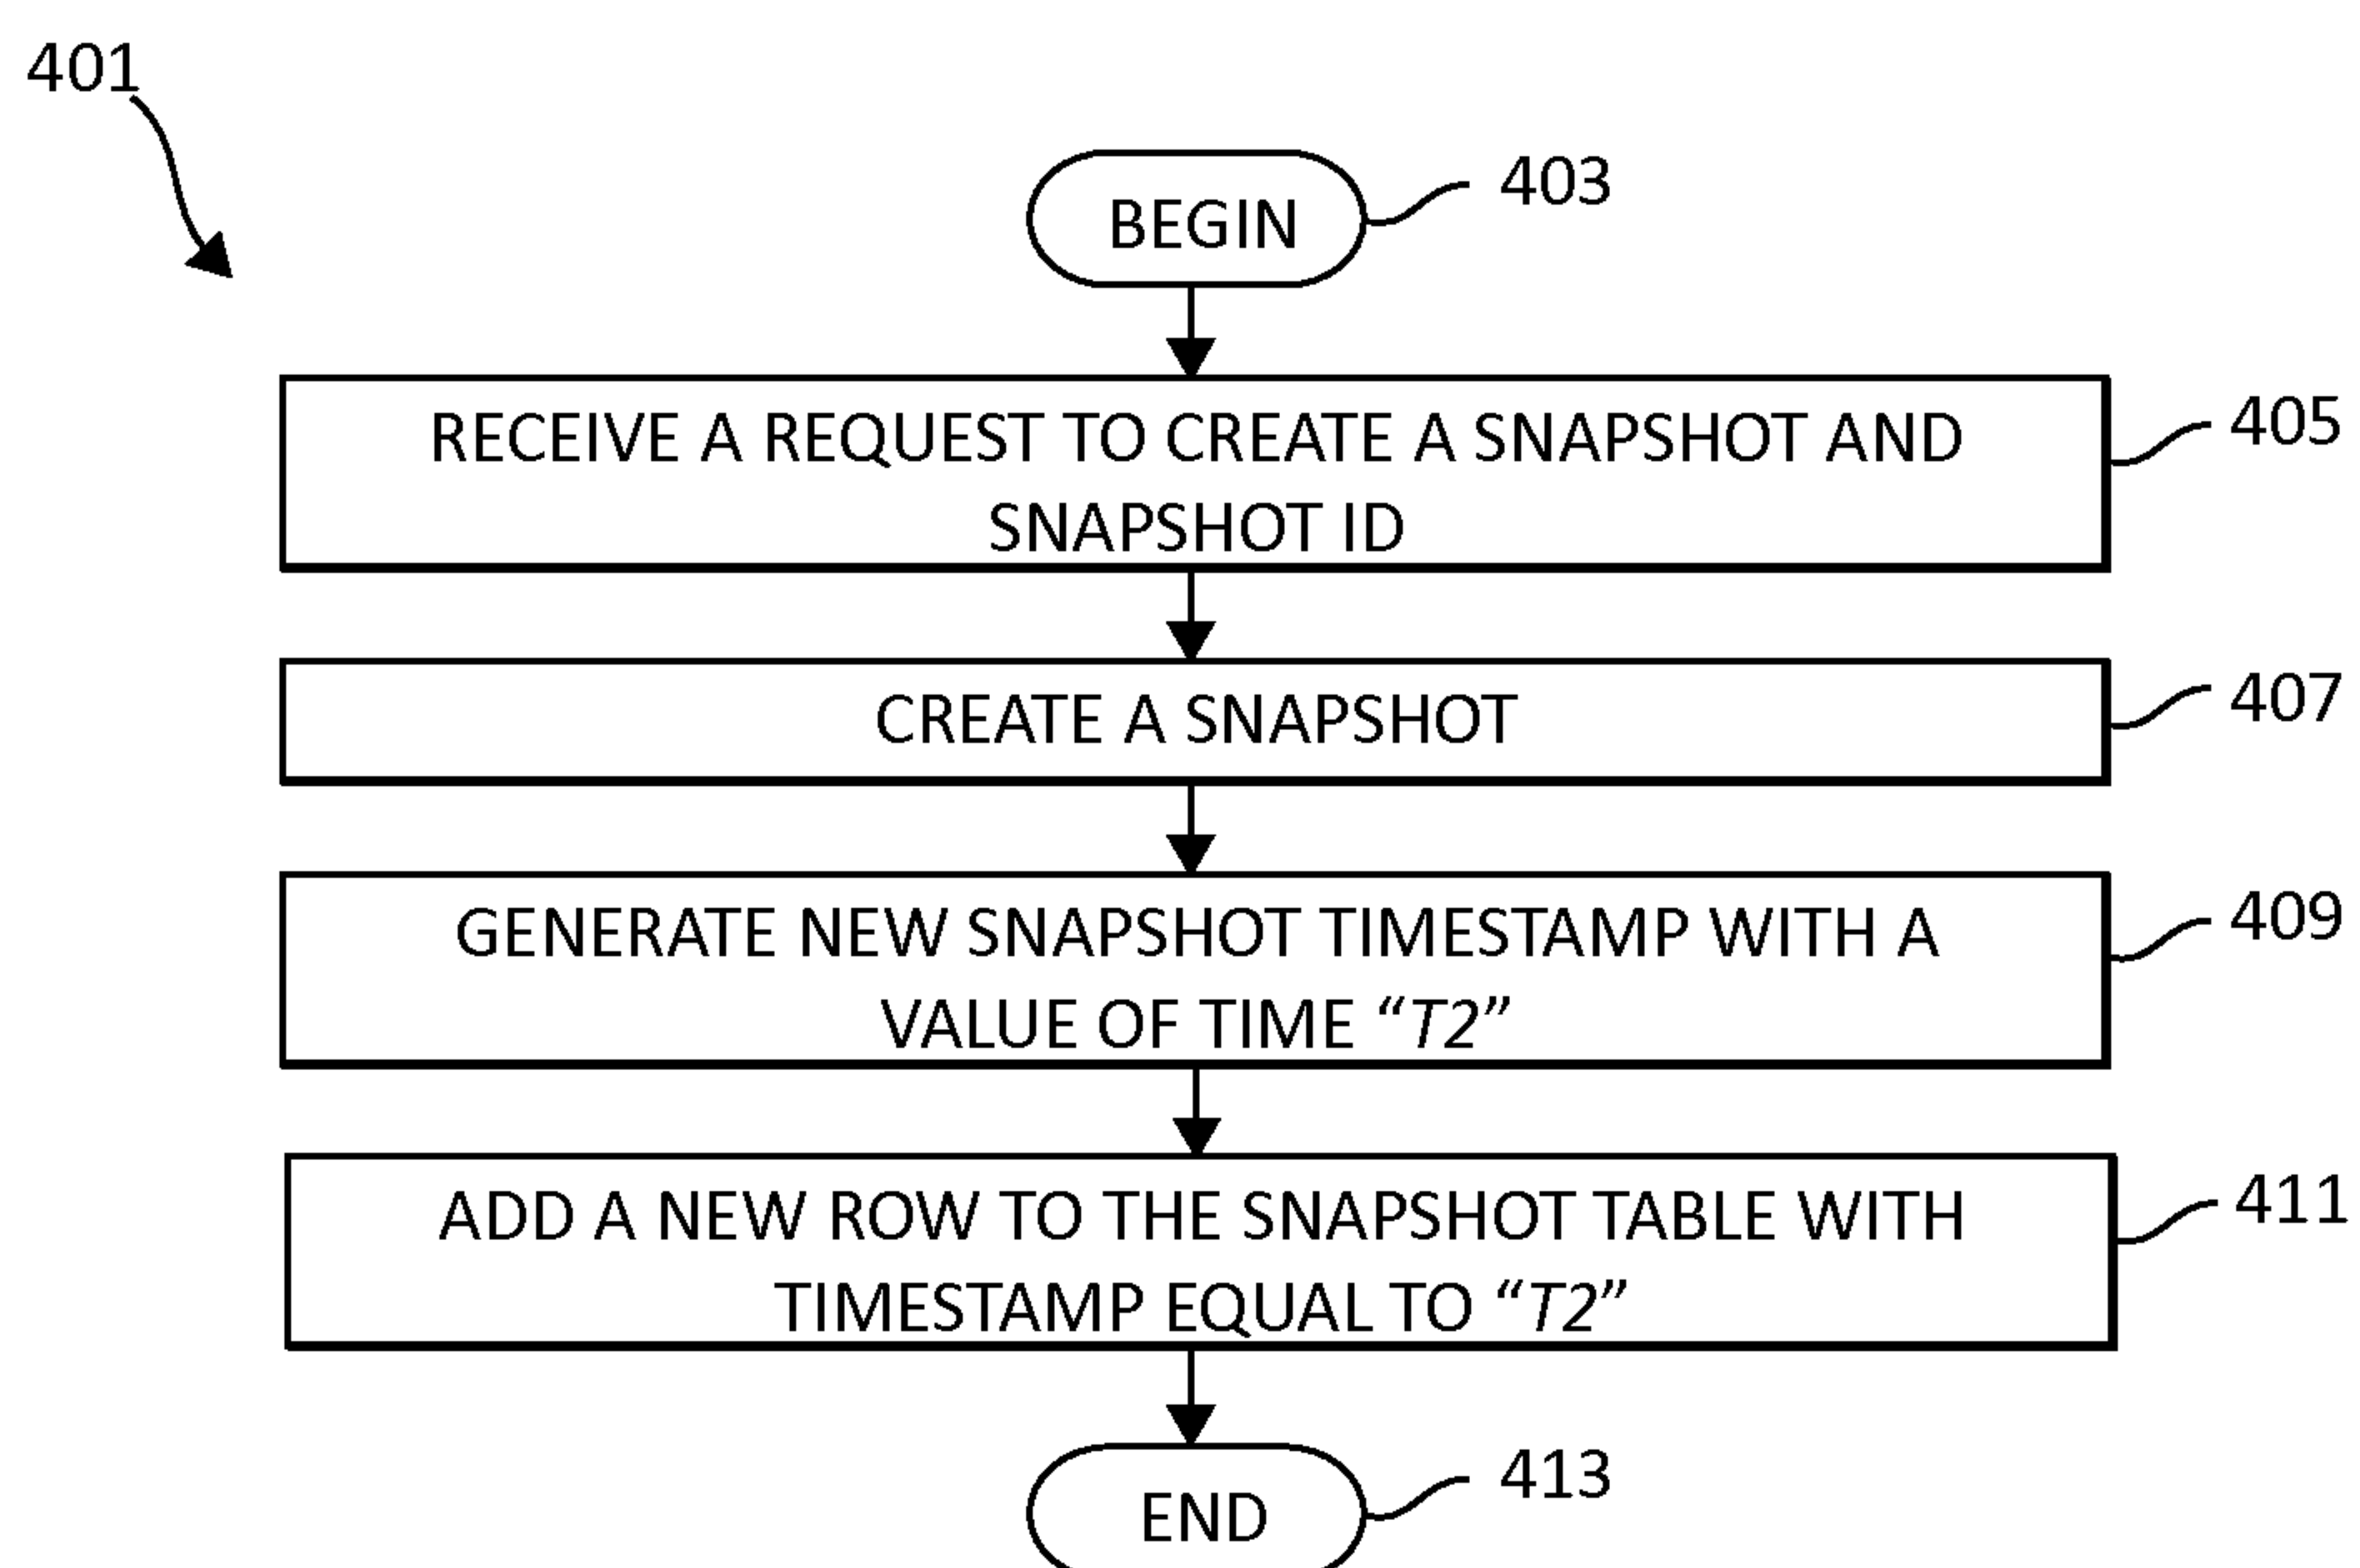 401
BEGIN
403
RECEIVE A REQUEST TO CREATE A SNAPSHOT AND
SNAPSHOT ID
405
CREATE A SNAPSHOT
407
GENERATE NEW SNAPSHOT TIMESTAMP WITH A
VALUE OF TIME “T2”
409
ADD A NEW ROW TO THE SNAPSHOT TABLE WITH
TIMESTAMP EQUAL TO “T2”
411
END
413